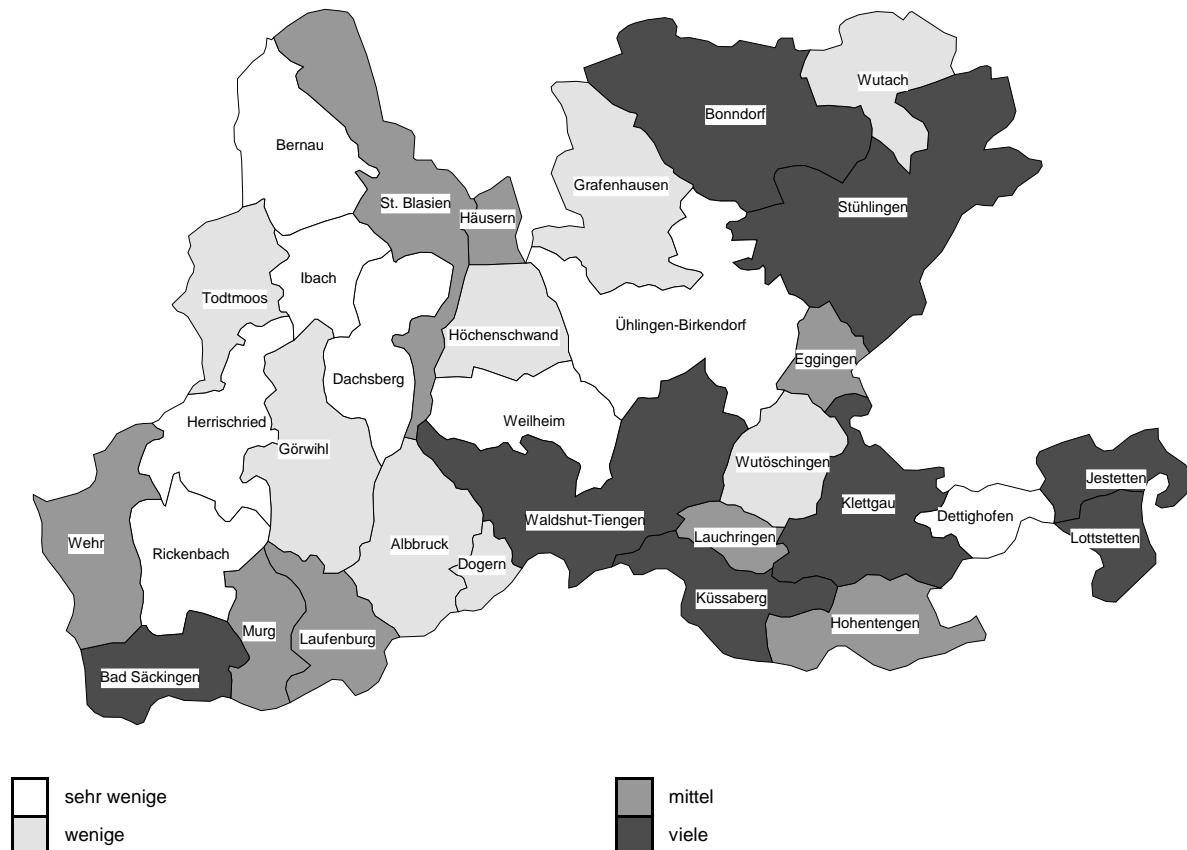 Wutach
Bonndorf
Bernau
Grafenhausen
St. Blasien
Häusern
Stühlingen
Ibach
Todtmoos
Höchenschwand
Ühlingen-Birkendorf
Eggingen
Dachsberg
Herrischried
Weilheim
Görwihl
Wutöschingen
Jestetten
Klettgau
Waldshut-Tiengen
Dettighofen
Lauchringen
Lottstetten
Wehr
Rickenbach
Albbruck
Dogern
Küssaberg
Hohentengen
Murg
Laufenburg
Bad Säckingen
sehr wenige
wenige
mittel
viele